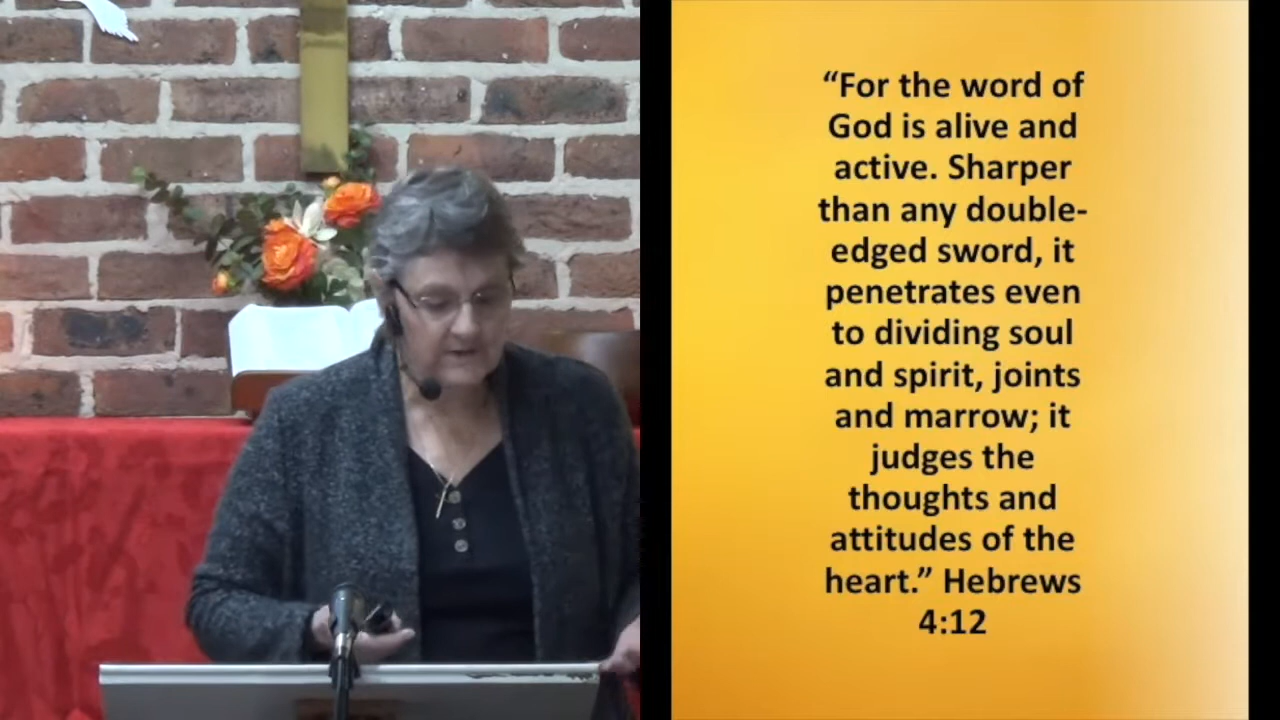 “For the word of
God is alive and
active. Sharper
than any double-
edged sword, it
penetrates even
to dividing soul
and spirit, joints
and marrow; it
judges the
thoughts and
attitudes of the
heart.” Hebrews
4:12